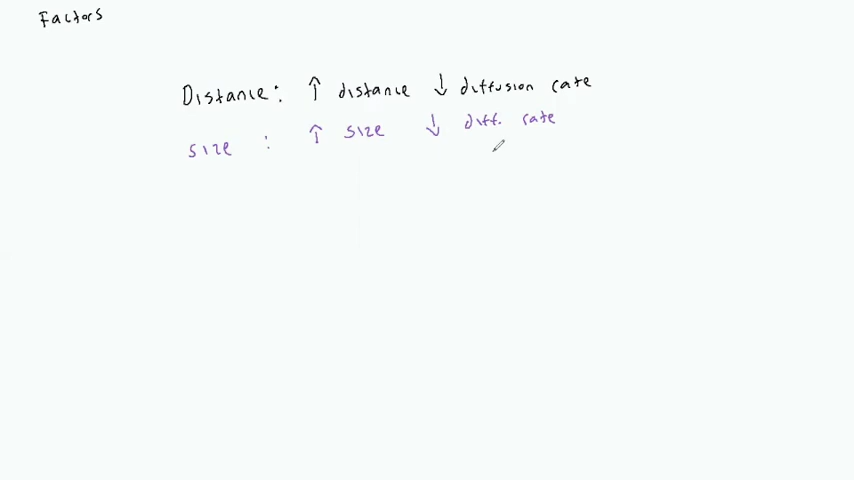 Factors
Distance: ↑ distance ↓ diffusion rate
size : ↑ size ↓ diff. rate